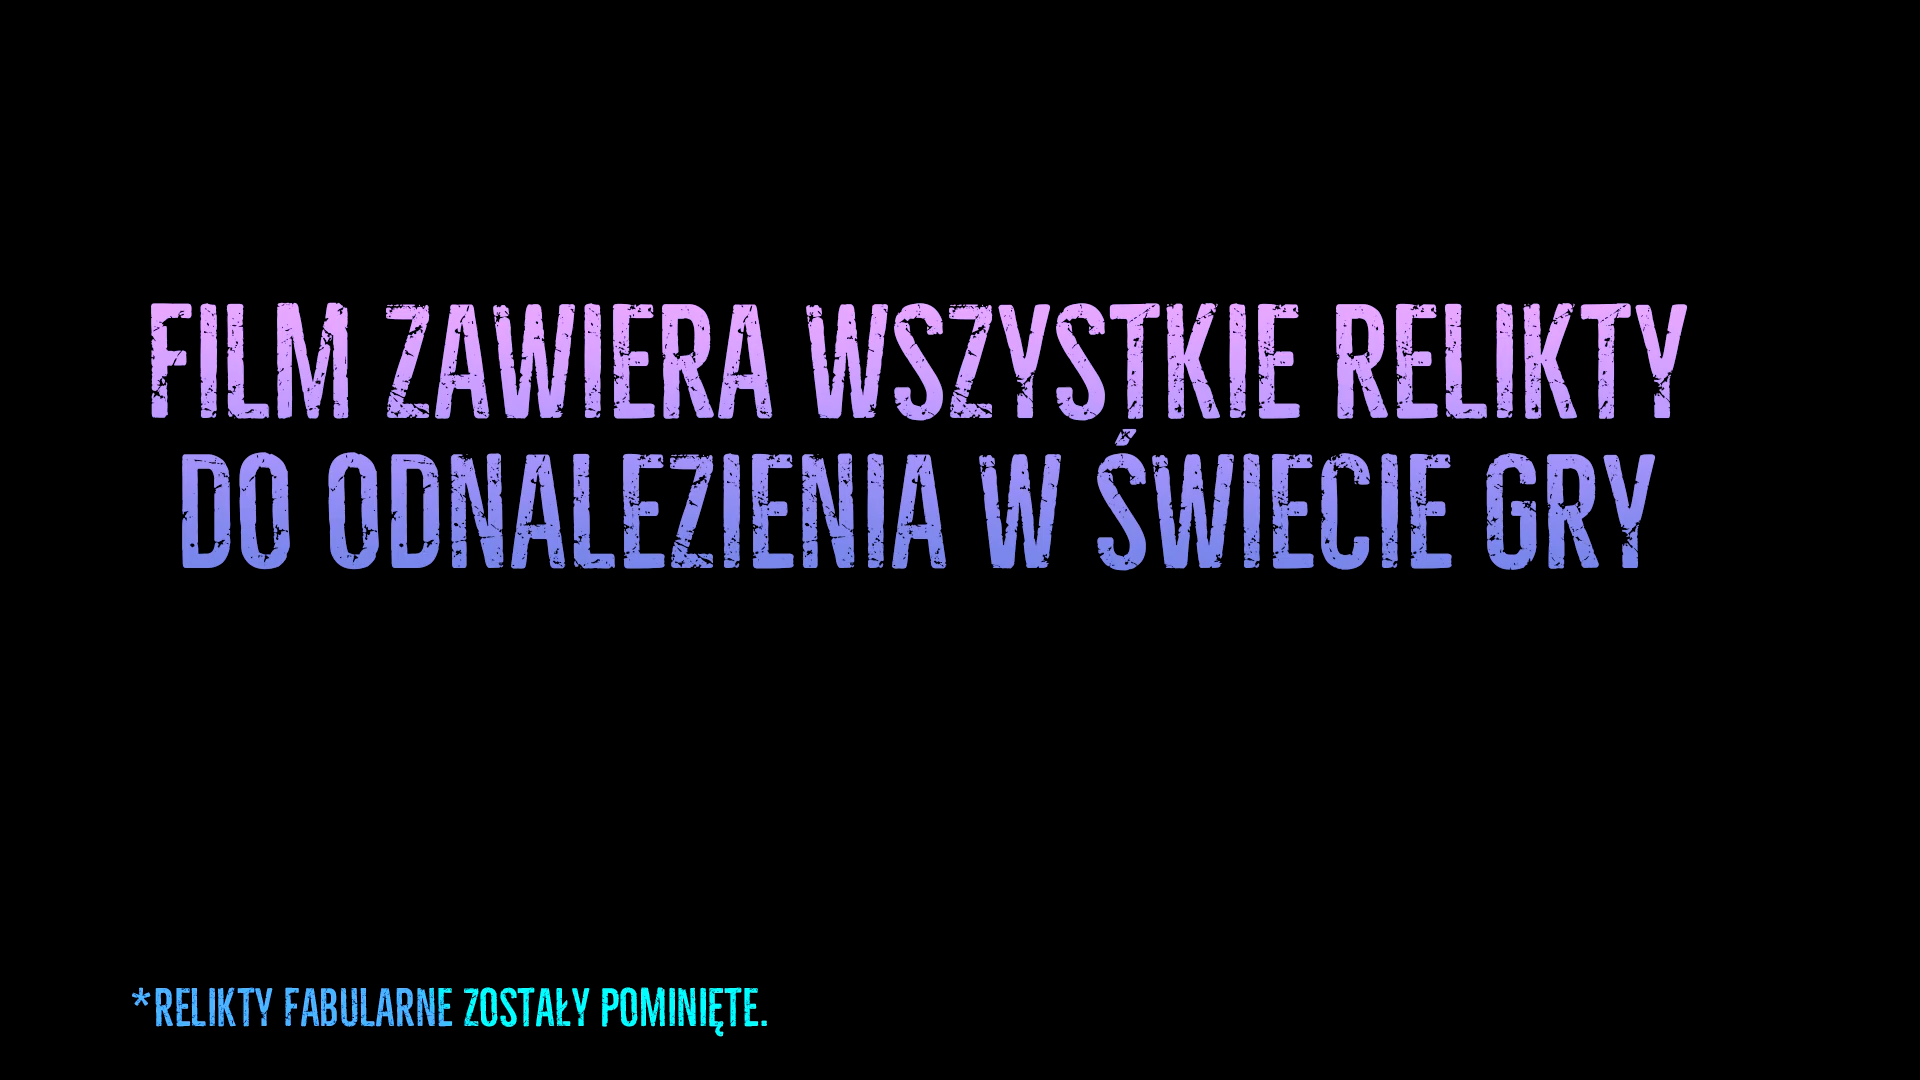 FILM ZAWIERA WSZYSTKIE RELIKTY
DO ODNALEZIENIA W ŚWIECIE GRY
*RELIKTY FABULARNE ZOSTAŁY POMINIĘTE.